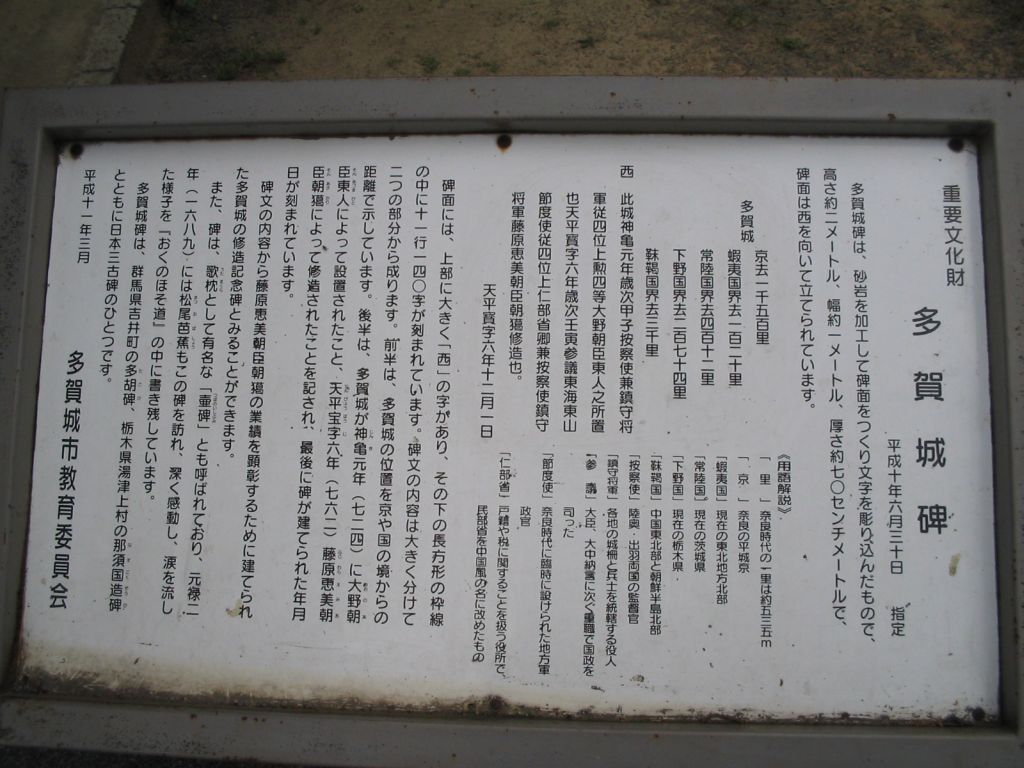 重要文化財
多賀城碑
平成十年六月三十日 指定
多賀城碑は、砂岩を加工して碑面をつくり文字を彫り込んだもので、
高さ約二メートル、幅約一メートル、厚さ約七〇センチメートルで、
碑面は西を向いて立てられています。
京去一千五百里
多賀城 蝦夷国界去一百二十里
常陸国界去四百十二里
下野国界去二百七十四里
靺鞨国界去三千里
西 此城神亀元年歳次甲子按察使兼鎮守将
軍従四位上勲四等大野朝臣東人之所置
也天平寳字六年歳次壬寅参議東海東山
節度使従四位上仁部省卿兼按察使鎮守
将軍藤原恵美朝臣朝獦修造也。
天平寳字六年十二月一日
《用語解説》
「里」 奈良時代の一里は約五三五m
「京」 奈良の平城京
「蝦夷国」 現在の東北地方北部
「常陸国」 現在の茨城県
「下野国」 現在の栃木県
「靺鞨国」 中国東北部と朝鮮半島北部
「按察使」 陸奥・出羽両国の監督官
「鎮守将軍」 各地の城柵と兵士を統轄する役人
「参議」 大臣、大中納言に次ぐ重職で国政を
司った
「節度使」 奈良時代に臨時に設けられた地方軍
政官
「仁部省」 戸籍や税に関することを扱う役所で、
民部省を中国風の名に改めたもの
碑面には、上部に大きく「西」の字があり、その下の長方形の枠線
の中に十一行一四〇字が刻まれています。碑文の内容は大きく分けて
二つの部分から成ります。前半は、多賀城の位置を京や国の境からの
距離で示しています。後半は、多賀城が神亀元年（七二四）に大野朝
臣東人によって設置されたこと、天平宝字六年（七六二）藤原恵美朝
臣朝獦によって修造されたことを記され、最後に碑が建てられた年月
日が刻まれています。
碑文の内容から藤原恵美朝臣朝獦の業績を顕彰するために建てられ
た多賀城の修造記念碑とみることができます。
また、碑は、歌枕として有名な「壷碑」とも呼ばれており、元禄二
年（一六八九）には松尾芭蕉もこの碑を訪れ、深く感動し、涙を流し
た様子を「おくのほそ道」の中に書き残しています。
多賀城碑は、群馬県吉井町の多胡碑、栃木県湯津上村の那須国造碑
とともに日本三古碑のひとつです。
平成十一年三月
多賀城市教育委員会